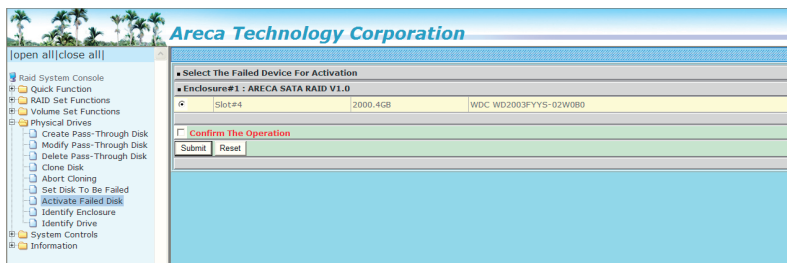 Areca Technology Corporation
|open all|close all|
Raid System Console
Quick Function
RAID Set Functions
Volume Set Functions
Physical Drives
Create Pass-Through Disk
Modify Pass-Through Disk
Delete Pass-Through Disk
Clone Disk
Abort Cloning
Set Disk To Be Failed
Activate Failed Disk
Identify Enclosure
Identify Drive
System Controls
Information
Select The Failed Device For Activation
Enclosure#1 : ARECA SATA RAID V1.0
Slot#4 2000.4GB WDC WD2003FYYS-02W0B0
Confirm The Operation
Submit Reset